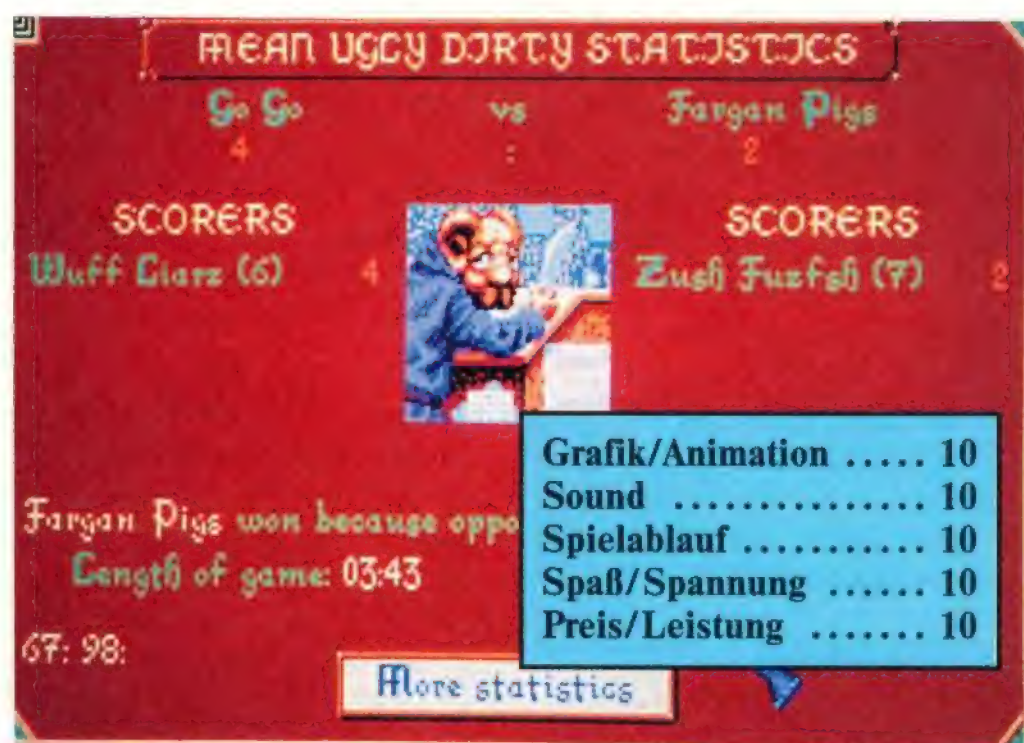 MEAN UGLY DIRTY STATISTICS
Go Go vs Fargan Pigs
4 : 2
SCORERS SCORERS
Wuff Liarz (6) 4 Zush Fuzfsh (7) 2
Fargan Pigs won because
Length of game: 03:43
67: 98:
More statistics
Grafik/Animation ..... 10
Sound ............... 10
Spielablauf ........... 10
Spaß/Spannung ...... 10
Preis/Leistung ....... 10